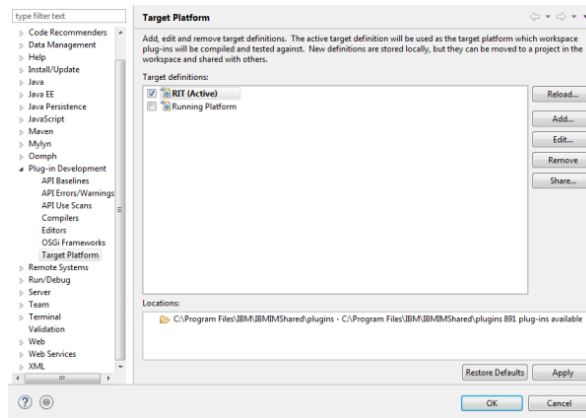 type filter text
Code Recommenders
Data Management
Help
Install/Update
Java
Java EE
Java Persistence
JavaScript
Maven
Mylyn
Oomph
Plug-in Development
API Baselines
API Errors/Warnings
API Use Scans
Compilers
Editors
OSGi Frameworks
Target Platform
Remote Systems
Run/Debug
Server
Team
Terminal
Validation
Web
Web Services
XML
Target Platform
Add, edit and remove target definitions. The active target definition will be used as the target platform which workspace
plug-ins will be compiled and tested against. New definitions are stored locally, but they can be moved to a project in the
workspace and shared with others.
Target definitions:
RIT (Active)
Running Platform
Reload...
Add...
Edit...
Remove
Share...
Locations:
C:\Program Files\IBM\IBMIMShared\plugins - C:\Program Files\IBM\IBMIMShared\plugins 891 plug-ins available
Restore Defaults
Apply
OK
Cancel